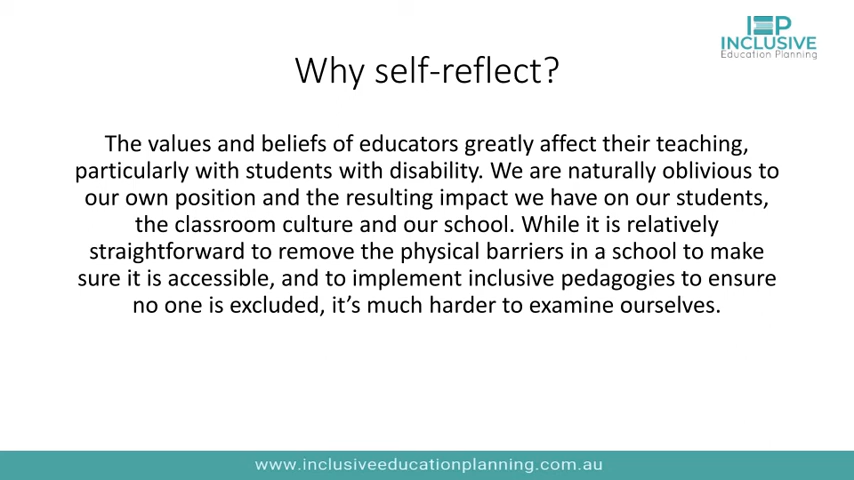 IEP
INCLUSIVE
Education Planning
Why self-reflect?
The values and beliefs of educators greatly affect their teaching,
particularly with students with disability. We are naturally oblivious to
our own position and the resulting impact we have on our students,
the classroom culture and our school. While it is relatively
straightforward to remove the physical barriers in a school to make
sure it is accessible, and to implement inclusive pedagogies to ensure
no one is excluded, it’s much harder to examine ourselves.
www.inclusiveeducationplanning.com.au